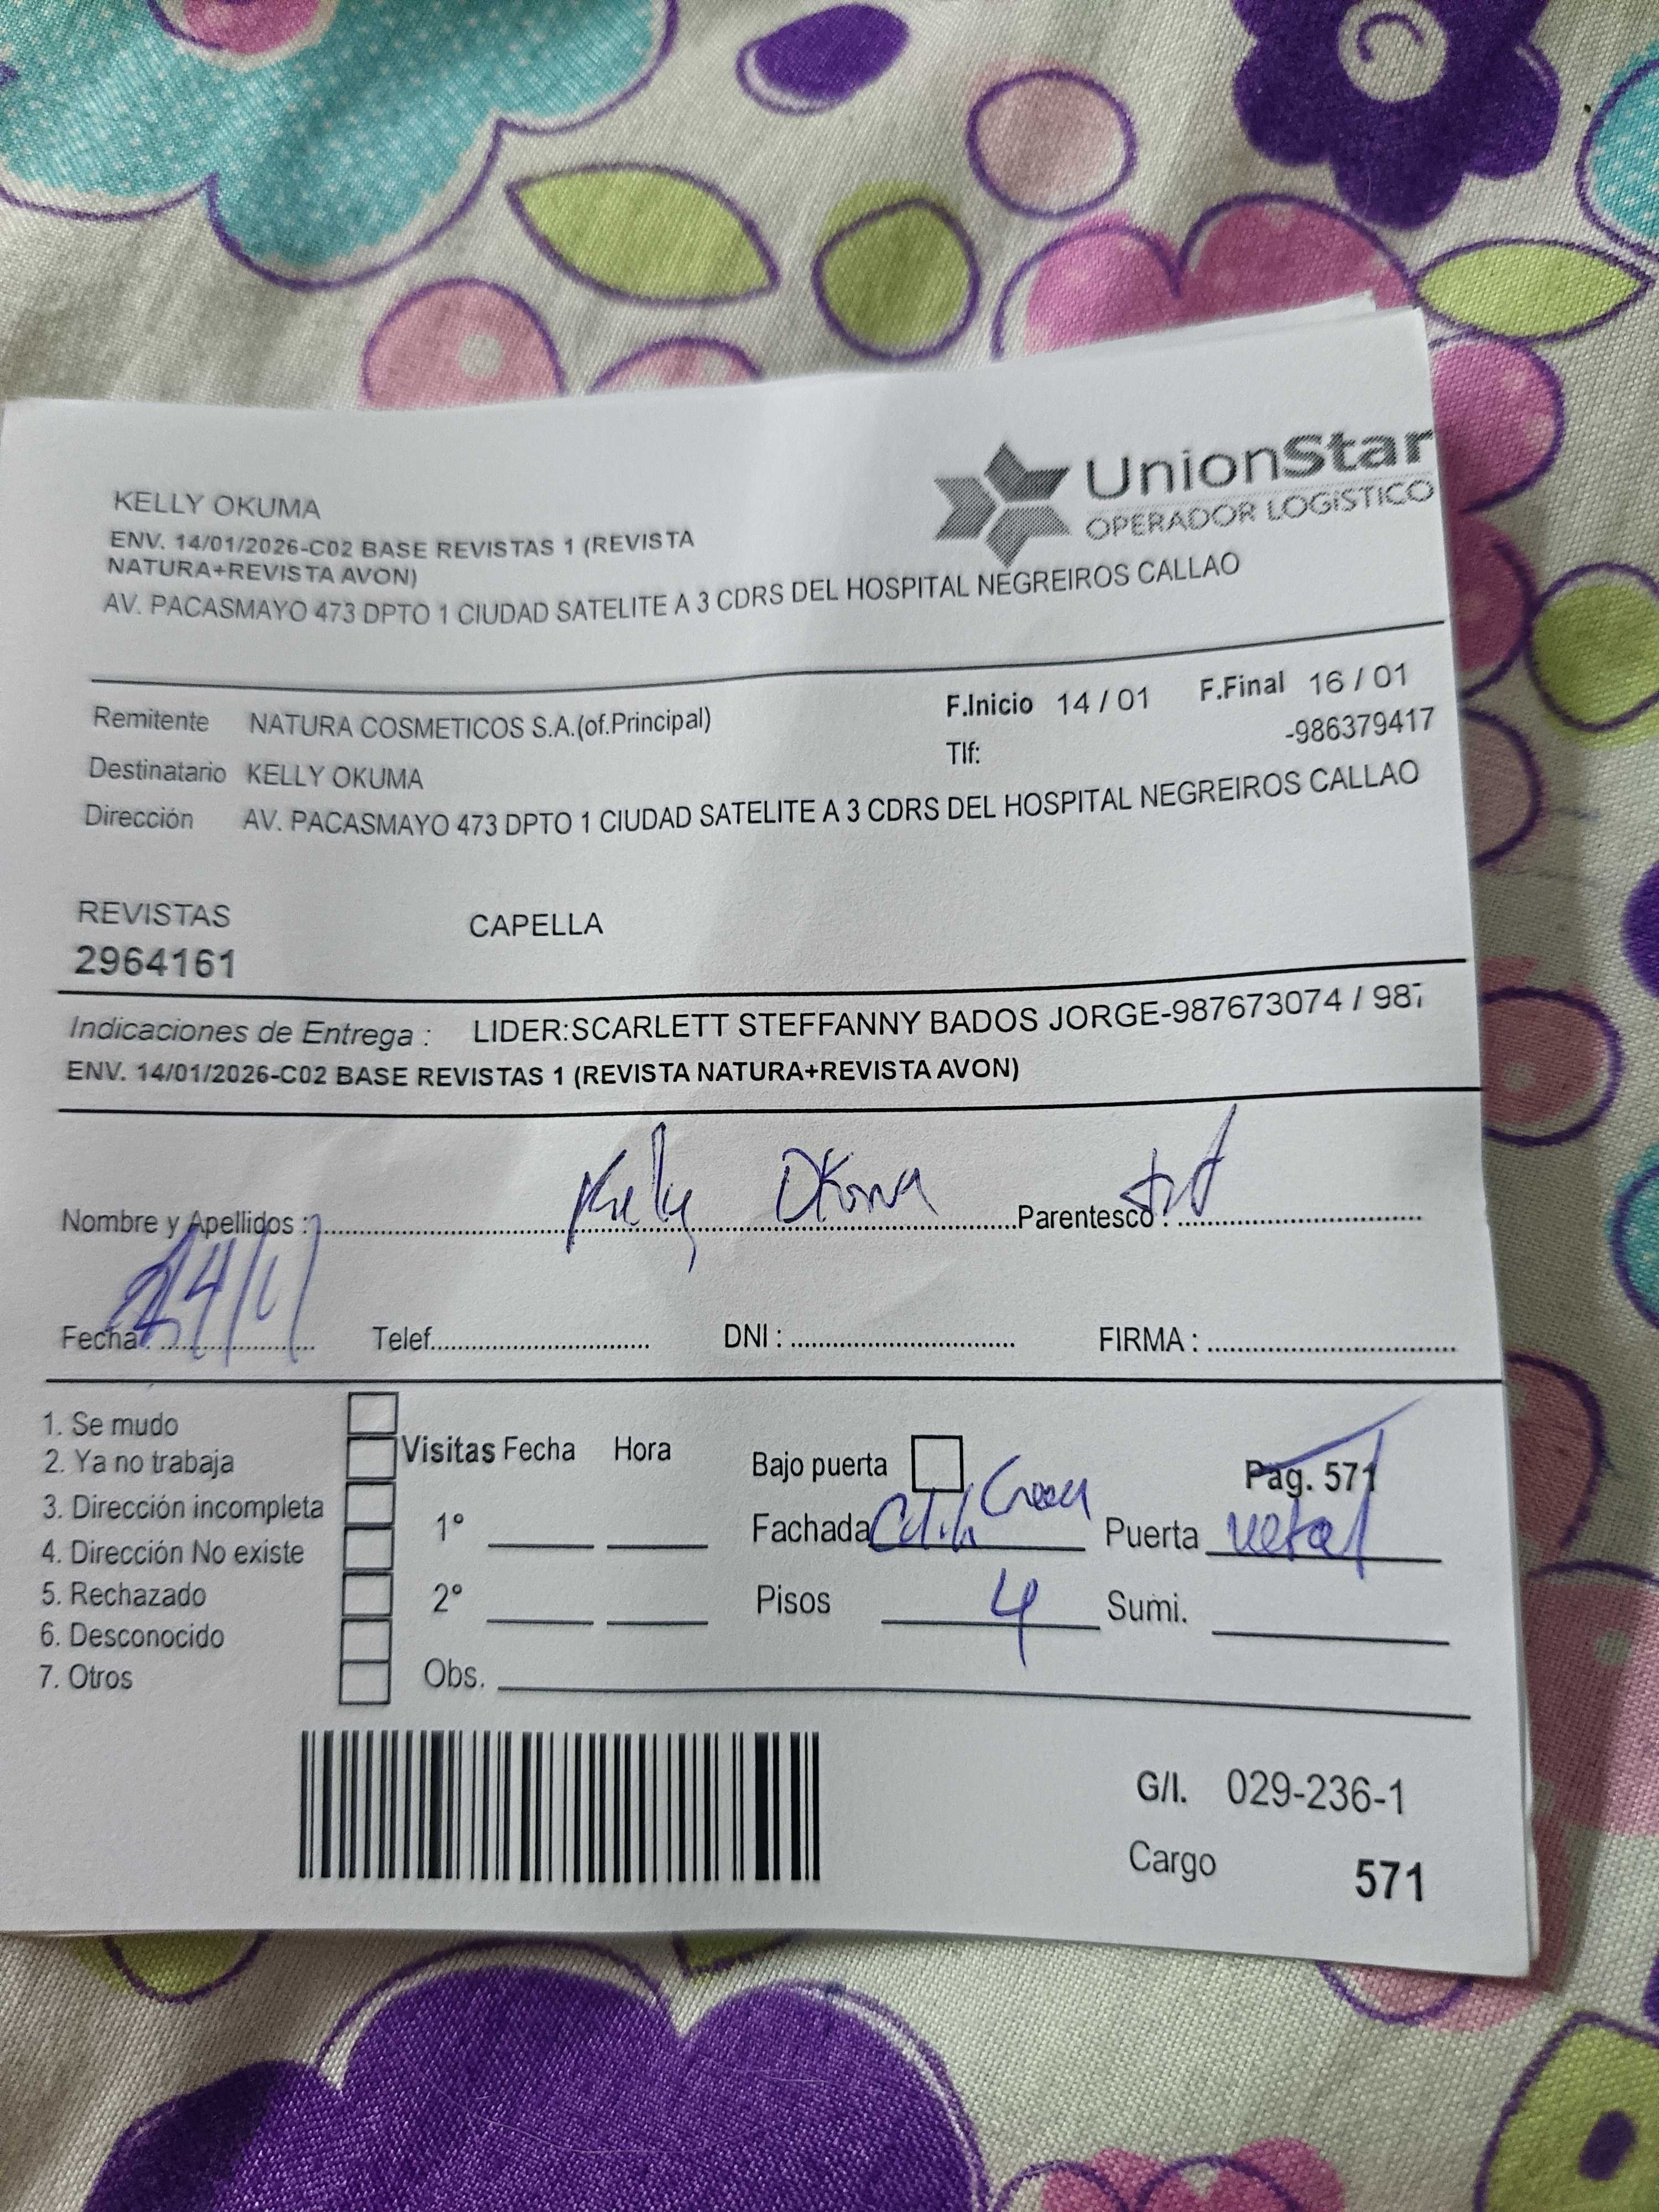 UnionStar
OPERADOR LOGISTICO
KELLY OKUMA
ENV. 14/01/2026-C02 BASE REVISTAS 1 (REVISTA
NATURA+REVISTA AVON)
AV. PACASMAYO 473 DPTO 1 CIUDAD SATELITE A 3 CDRS DEL HOSPITAL NEGREIROS CALLAO
Remitente NATURA COSMETICOS S.A.(of.Principal) F.Inicio 14 / 01 F.Final 16 / 01
Destinatario KELLY OKUMA Tlf: -986379417
Dirección AV. PACASMAYO 473 DPTO 1 CIUDAD SATELITE A 3 CDRS DEL HOSPITAL NEGREIROS CALLAO
REVISTAS CAPELLA
2964161
Indicaciones de Entrega : LIDER:SCARLETT STEFFANNY BADOS JORGE-987673074 / 987
ENV. 14/01/2026-C02 BASE REVISTAS 1 (REVISTA NATURA+REVISTA AVON)
Nombre y Apellidos : Kelly Okuma Parentesco :
Fecha : Telef. DNI : FIRMA :
1. Se mudo
2. Ya no trabaja Visitas Fecha Hora Bajo puerta Pag. 571
3. Dirección incompleta 1° Fachada Crema Puerta Metal
4. Dirección No existe
5. Rechazado 2° Pisos 4 Sumi.
6. Desconocido
7. Otros Obs.
G/I. 029-236-1
Cargo 571